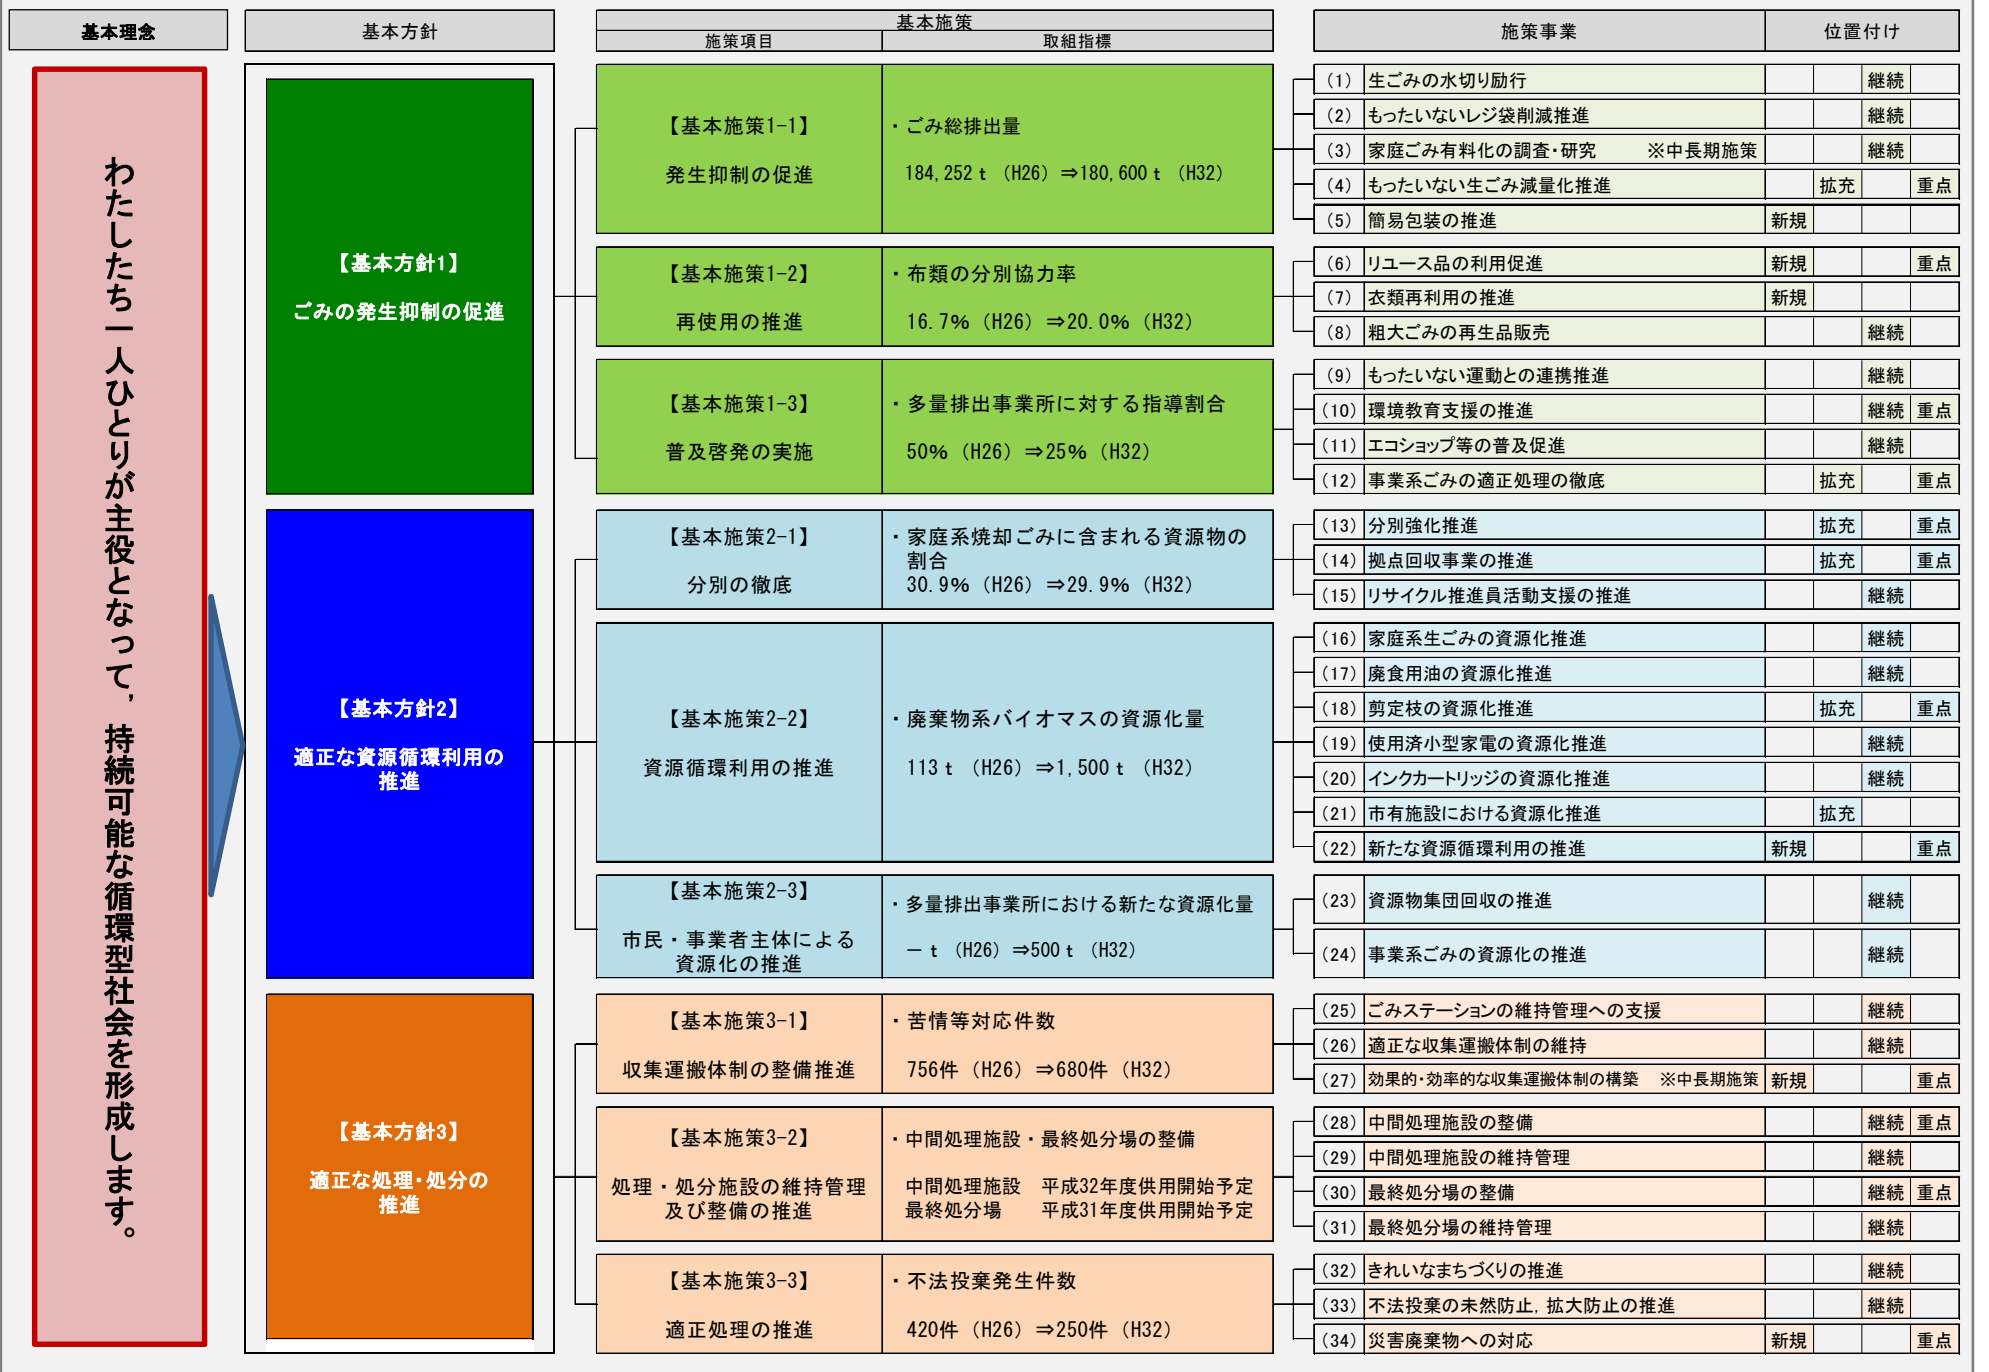 基本理念
基本方針
基本施策
施策項目
取組指標
施策事業
位置付け
わたしたち一人ひとりが主役となって，持続可能な循環型社会を形成します。
【基本方針1】
ごみの発生抑制の促進
【基本施策1-1】
発生抑制の促進
・ごみ総排出量
184,252ｔ（H26）⇒180,600ｔ（H32）
(1) 生ごみの水切り励行 継続
(2) もったいないレジ袋削減推進 継続
(3) 家庭ごみ有料化の調査・研究 ※中長期施策 継続
(4) もったいない生ごみ減量化推進 拡充 重点
(5) 簡易包装の推進 新規
【基本施策1-2】
再使用の推進
・布類の分別協力率
16.7%（H26）⇒20.0%（H32）
(6) リユース品の利用促進 新規 重点
(7) 衣類再利用の推進 新規
(8) 粗大ごみの再生品販売 継続
【基本施策1-3】
普及啓発の実施
・多量排出事業所に対する指導割合
50%（H26）⇒25%（H32）
(9) もったいない運動との連携推進 継続
(10) 環境教育支援の推進 継続 重点
(11) エコショップ等の普及促進 継続
(12) 事業系ごみの適正処理の徹底 拡充 重点
【基本方針2】
適正な資源循環利用の
推進
【基本施策2-1】
分別の徹底
・家庭系焼却ごみに含まれる資源物の
割合
30.9%（H26）⇒29.9%（H32）
(13) 分別強化推進 拡充 重点
(14) 拠点回収事業の推進 拡充 重点
(15) リサイクル推進員活動支援の推進 継続
【基本施策2-2】
資源循環利用の推進
・廃棄物系バイオマスの資源化量
113ｔ（H26）⇒1,500ｔ（H32）
(16) 家庭系生ごみの資源化推進 継続
(17) 廃食用油の資源化推進 継続
(18) 剪定枝の資源化推進 拡充 重点
(19) 使用済小型家電の資源化推進 継続
(20) インクカートリッジの資源化推進 継続
(21) 市有施設における資源化推進 拡充
(22) 新たな資源循環利用の推進 新規 重点
【基本施策2-3】
市民・事業者主体による
資源化の推進
・多量排出事業所における新たな資源化量
－ｔ（H26）⇒500ｔ（H32）
(23) 資源物集団回収の推進 継続
(24) 事業系ごみの資源化の推進 継続
【基本方針3】
適正な処理・処分の
推進
【基本施策3-1】
収集運搬体制の整備推進
・苦情等対応件数
756件（H26）⇒680件（H32）
(25) ごみステーションの維持管理への支援 継続
(26) 適正な収集運搬体制の維持 継続
(27) 効果的・効率的な収集運搬体制の構築 ※中長期施策 新規 重点
【基本施策3-2】
処理・処分施設の維持管理
及び整備の推進
・中間処理施設・最終処分場の整備
中間処理施設 平成32年度供用開始予定
最終処分場 平成31年度供用開始予定
(28) 中間処理施設の整備 継続 重点
(29) 中間処理施設の維持管理 継続
(30) 最終処分場の整備 継続 重点
(31) 最終処分場の維持管理 継続
【基本施策3-3】
適正処理の推進
・不法投棄発生件数
420件（H26）⇒250件（H32）
(32) きれいなまちづくりの推進 継続
(33) 不法投棄の未然防止，拡大防止の推進 継続
(34) 災害廃棄物への対応 新規 重点